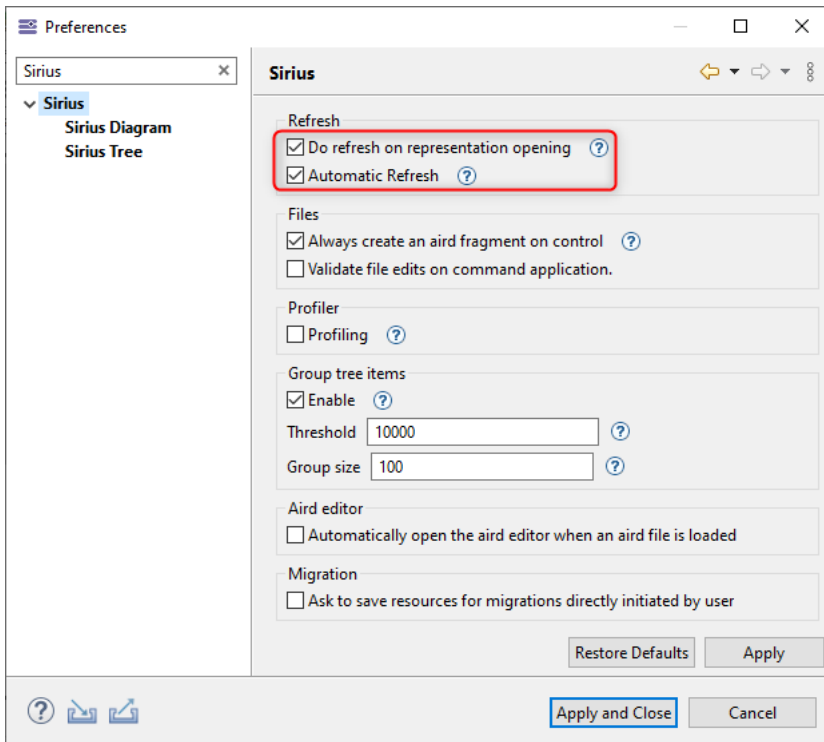 Preferences
Sirius
Sirius
Sirius Diagram
Sirius Tree
Sirius
Refresh
Do refresh on representation opening
Automatic Refresh
Files
Always create an aird fragment on control
Validate file edits on command application.
Profiler
Profiling
Group tree items
Enable
Threshold 10000
Group size 100
Aird editor
Automatically open the aird editor when an aird file is loaded
Migration
Ask to save resources for migrations directly initiated by user
Restore Defaults Apply
Apply and Close Cancel